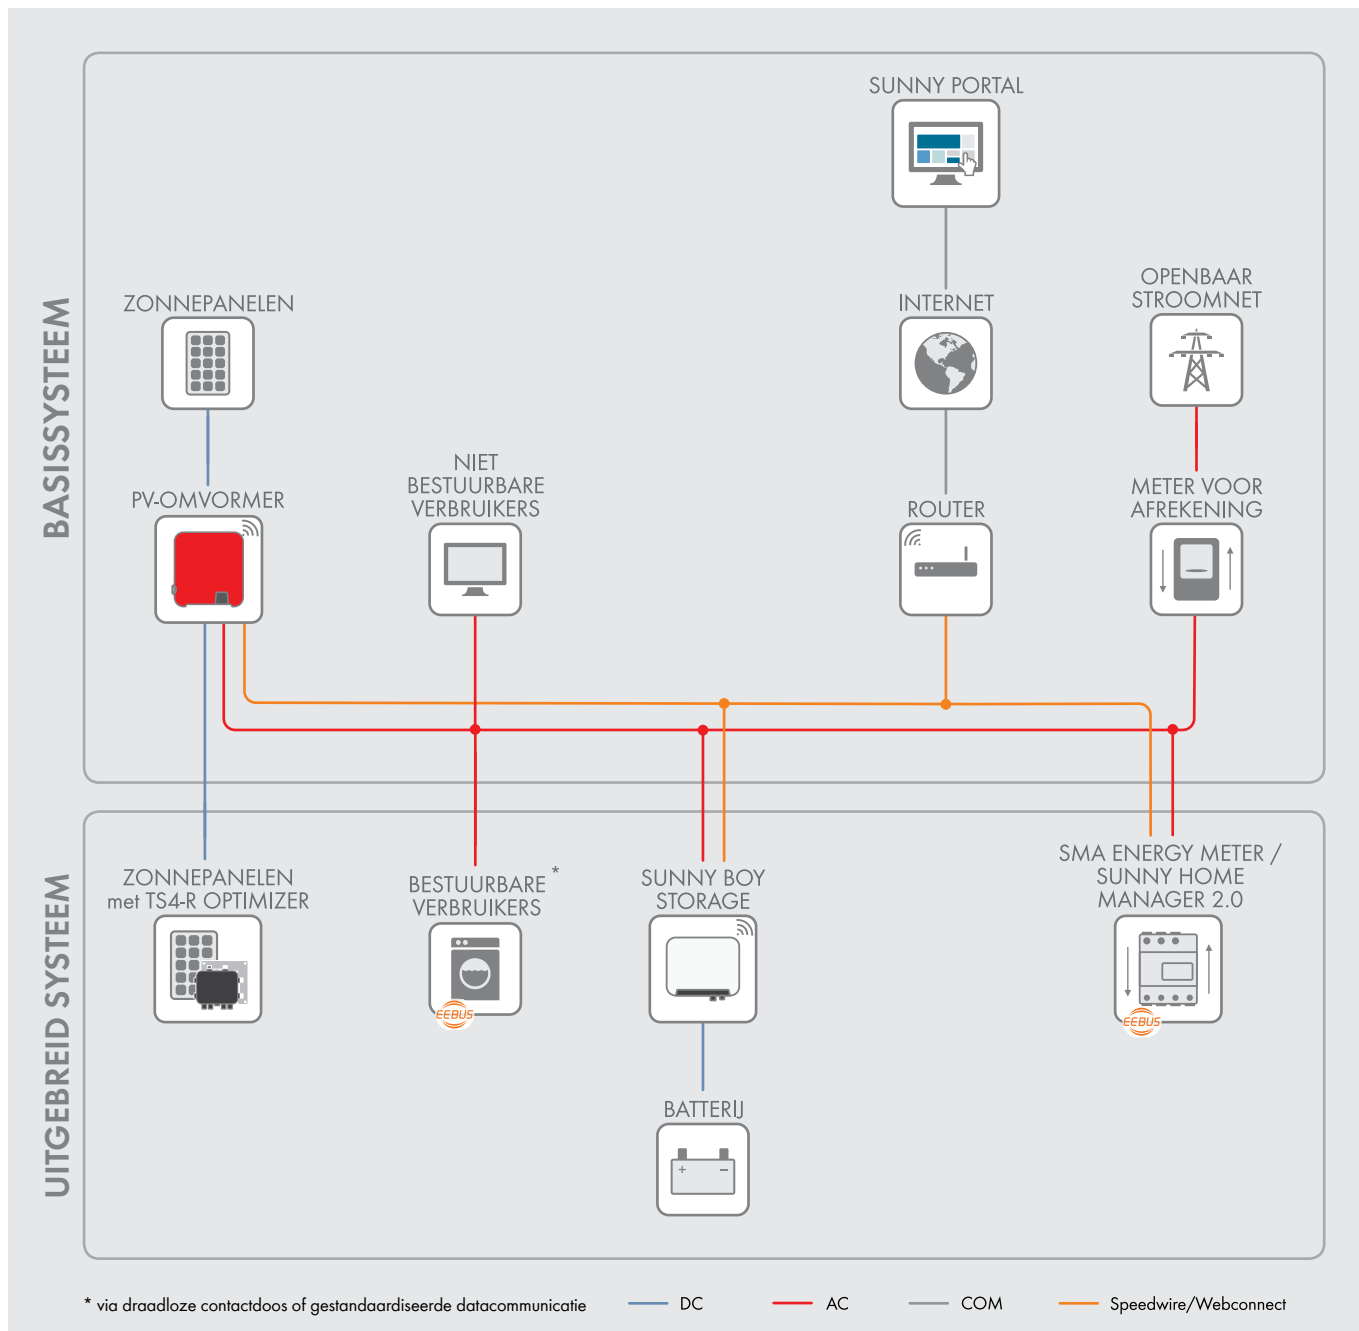 BASISSYSTEEM
SUNNY PORTAL
ZONNEPANELEN
INTERNET
OPENBAAR
STROOMNET
PV-OMVORMER
NIET
BESTUURBARE
VERBRUIKERS
ROUTER
METER VOOR
AFREKENING
UITGEBREID SYSTEEM
ZONNEPANELEN
met TS4-R OPTIMIZER
BESTUURBARE *
VERBRUIKERS
EEBUS
SUNNY BOY
STORAGE
SMA ENERGY METER /
SUNNY HOME
MANAGER 2.0
EEBUS
BATTERIJ
+ −
* via draadloze contactdoos of gestandaardiseerde datacommunicatie
DC
AC
COM
Speedwire/Webconnect